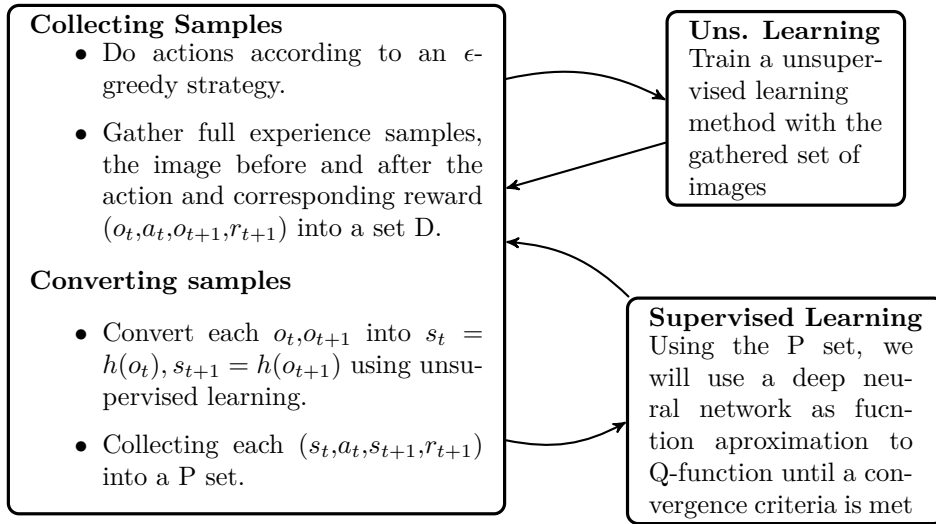 Collecting Samples
• Do actions according to an ϵ-
greedy strategy.
• Gather full experience samples,
the image before and after the
action and corresponding reward
(o_t,a_t,o_{t+1},r_{t+1}) into a set D.
Converting samples
• Convert each o_t,o_{t+1} into s_t =
h(o_t), s_{t+1} = h(o_{t+1}) using unsu-
pervised learning.
• Collecting each (s_t,a_t,s_{t+1},r_{t+1})
into a P set.
Uns. Learning
Train a unsuper-
vised learning
method with the
gathered set of
images
Supervised Learning
Using the P set, we
will use a deep neu-
ral network as fucn-
tion aproximation to
Q-function until a con-
vergence criteria is met